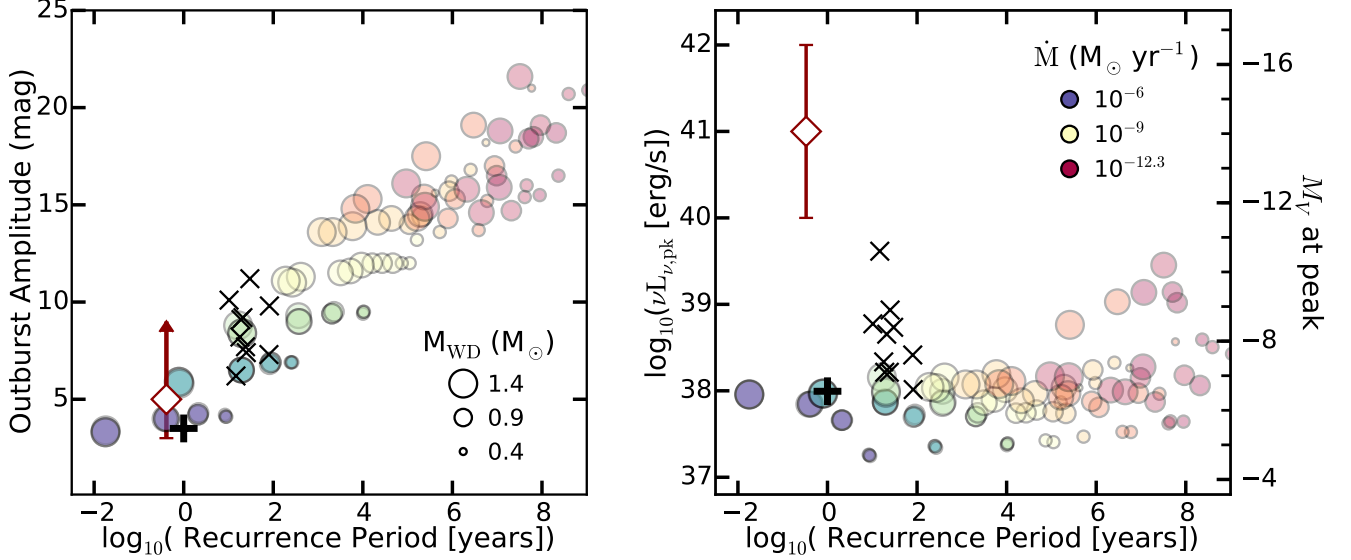 25
20
15
10
5
Outburst Amplitude (mag)
M_WD (M_⊙)
1.4
0.9
0.4
−2 0 2 4 6 8
log₁₀( Recurrence Period [years])
42
41
40
39
38
37
log₁₀(νL_ν,pk [erg/s])
Ṁ (M_⊙ yr⁻¹)
10⁻⁶
10⁻⁹
10⁻¹²·³
−16
−12
−8
−4
M_V at peak
−2 0 2 4 6 8
log₁₀( Recurrence Period [years])